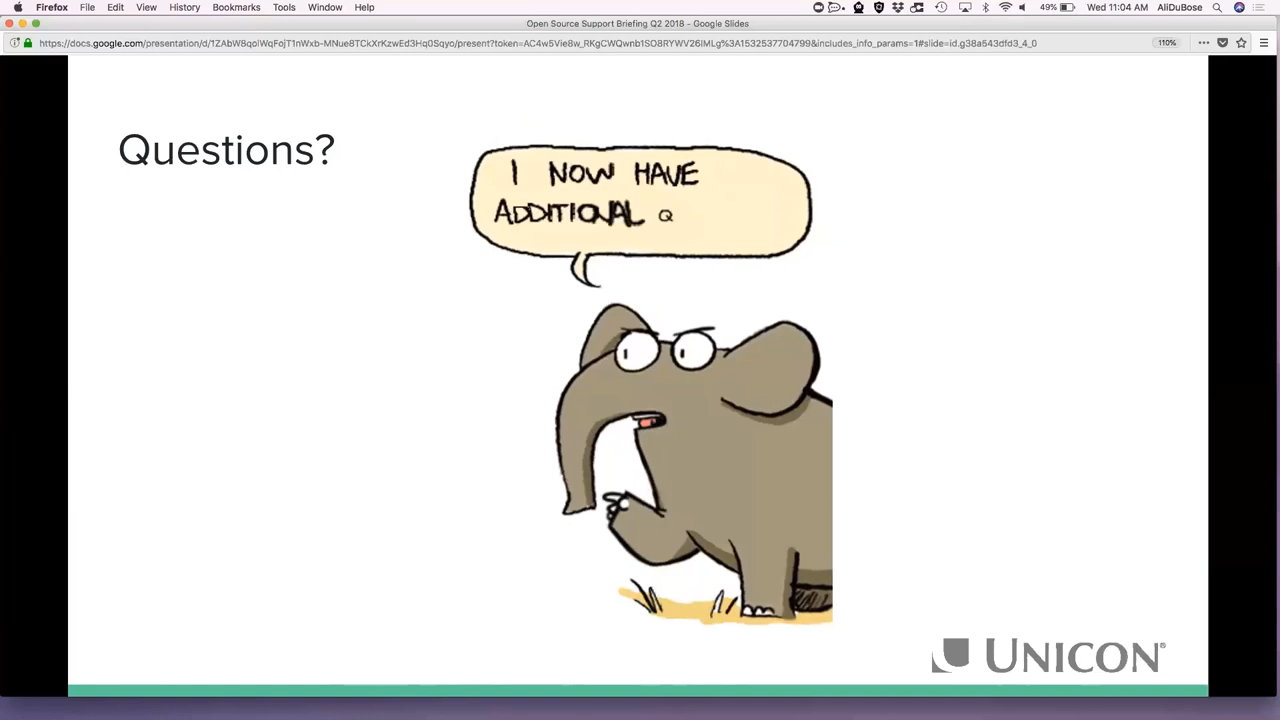 Firefox File Edit View History Bookmarks Tools Window Help 49% Wed 11:04 AM AliDuBose
Open Source Support Briefing Q2 2018 - Google Slides
110%
Questions?
I NOW HAVE
ADDITIONAL Q
UNICON®